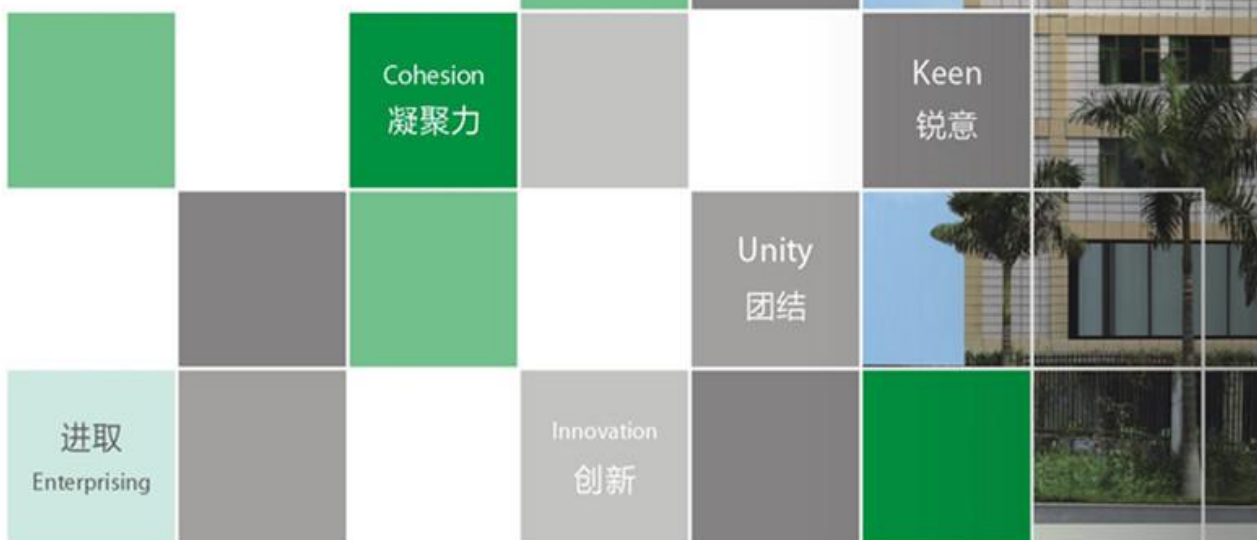 Cohesion
凝聚力
Keen
锐意
Unity
团结
进取
Enterprising
Innovation
创新